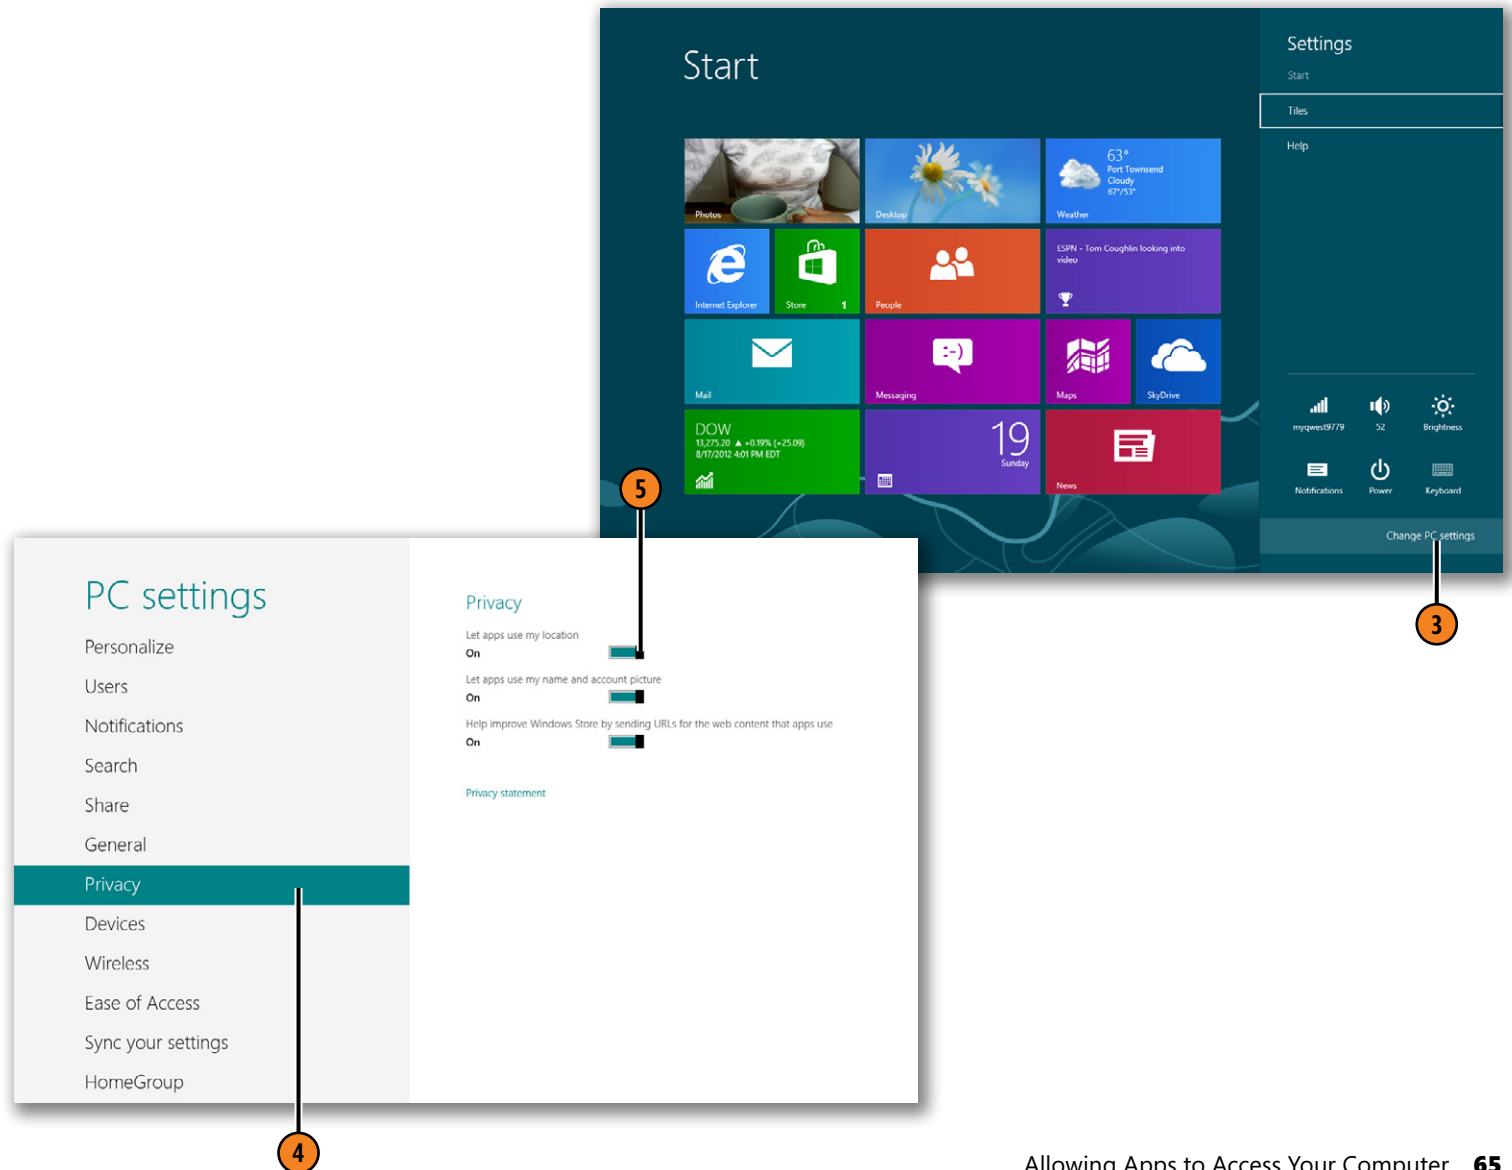 Start
Photos
Desktop
63°
Port Townsend
Cloudy
67°/53°
Weather
Internet Explorer
Store 1
People
ESPN - Tom Coughlin looking into
video
Mail
:-)
Messaging
Maps
SkyDrive
DOW
13,275.20 ▲ +0.19% (+25.09)
8/17/2012 4:01 PM EDT
19
Sunday
News
Settings
Start
Tiles
Help
myqwest9779
52
Brightness
Notifications
Power
Keyboard
Change PC settings
3
5
PC settings
Personalize
Users
Notifications
Search
Share
General
Privacy
Devices
Wireless
Ease of Access
Sync your settings
HomeGroup
Privacy
Let apps use my location
On
Let apps use my name and account picture
On
Help improve Windows Store by sending URLs for the web content that apps use
On
Privacy statement
4
Allowing Apps to Access Your Computer 65